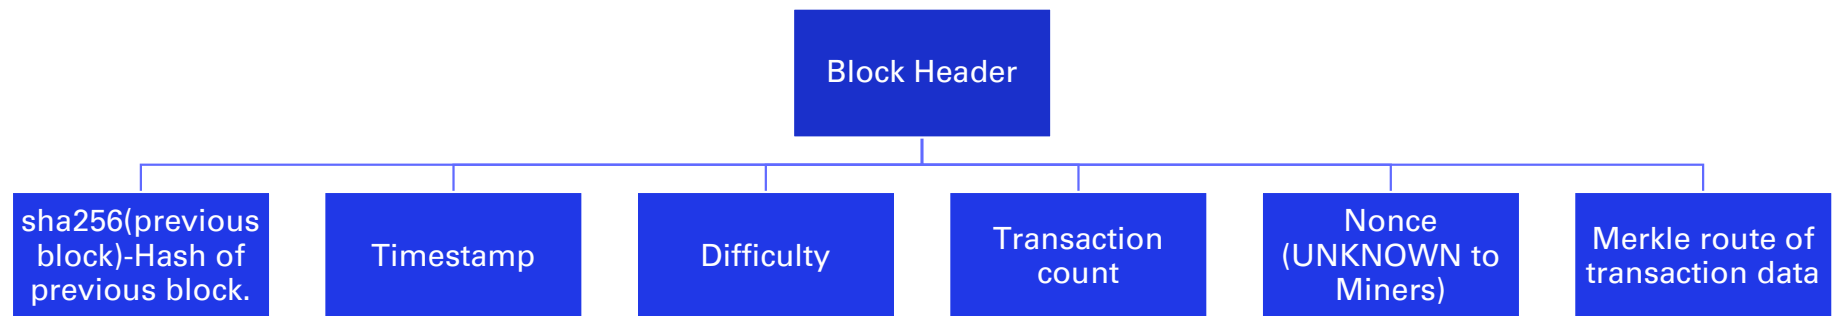 Block Header
sha256(previous
block)-Hash of
previous block.
Timestamp
Difficulty
Transaction
count
Nonce
(UNKNOWN to
Miners)
Merkle route of
transaction data